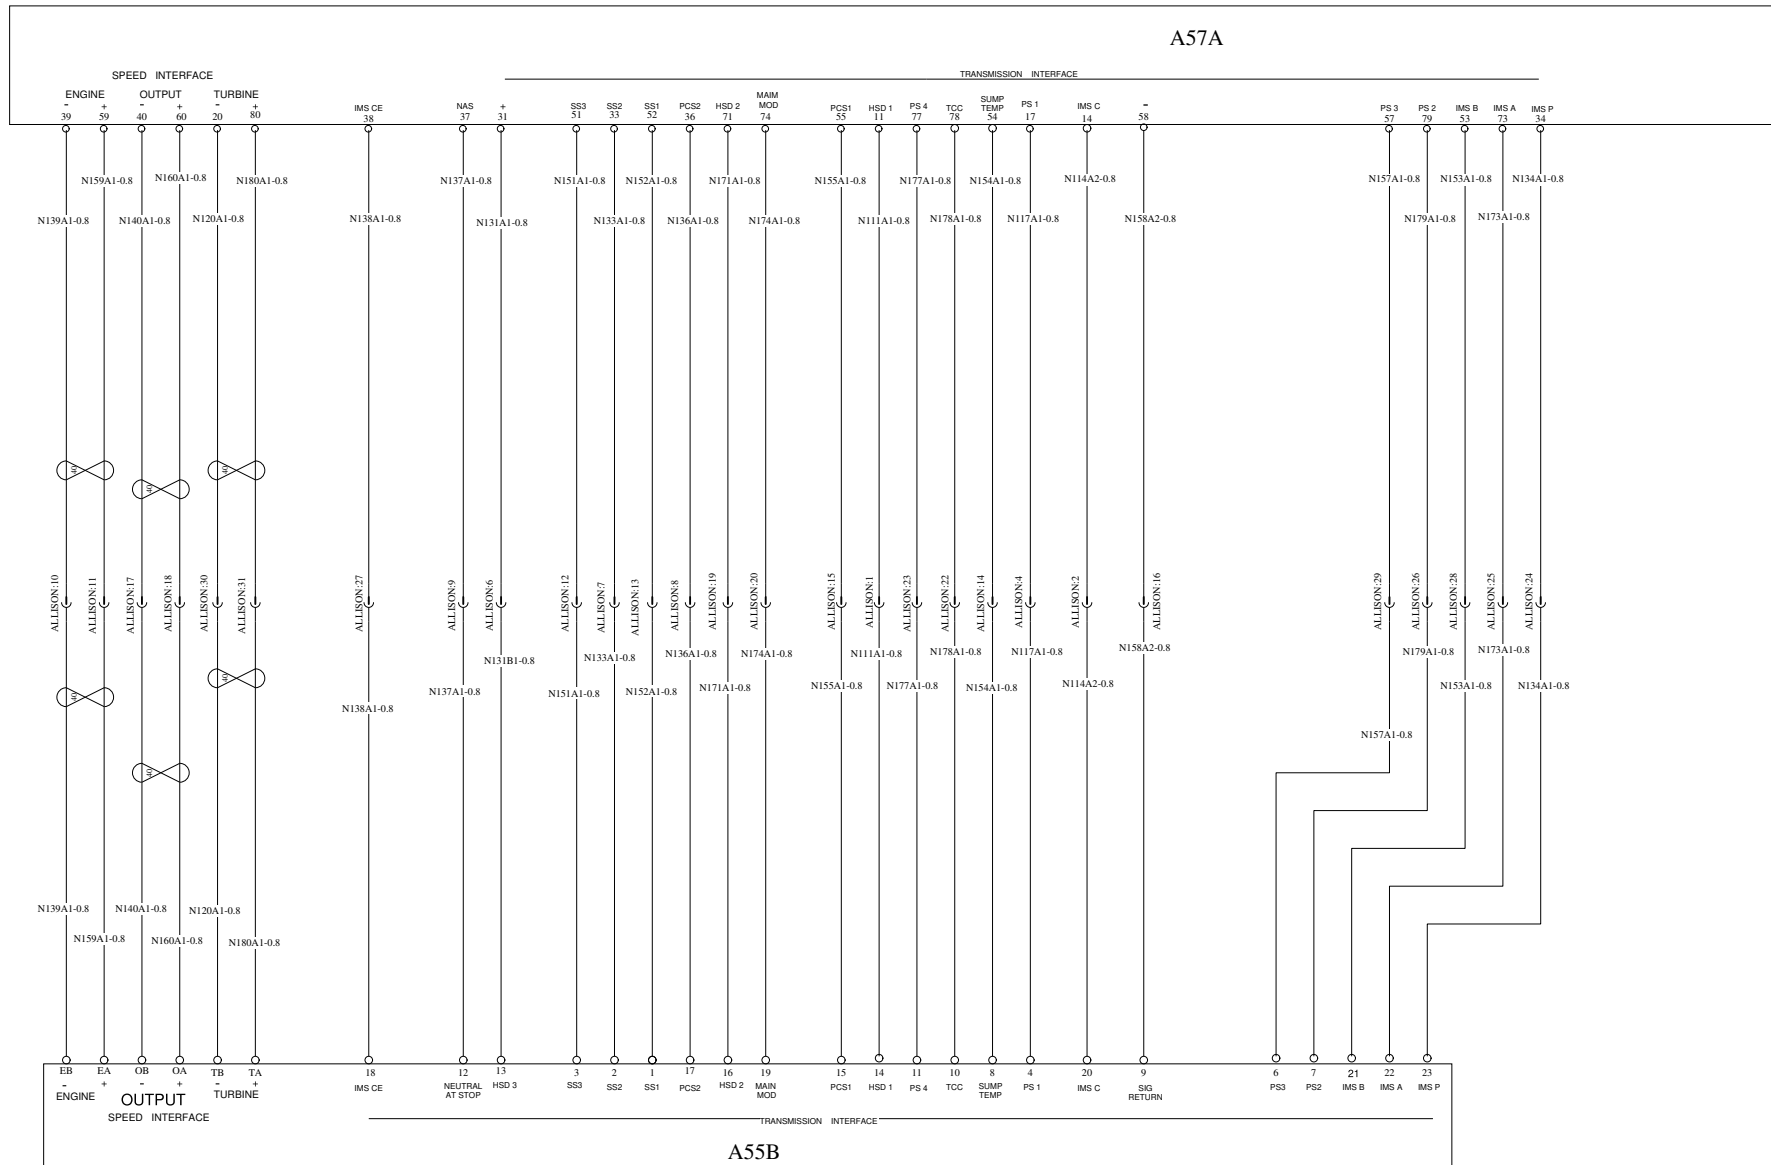 A57A
SPEED INTERFACE
TRANSMISSION INTERFACE
ENGINE OUTPUT TURBINE
- + - + - +
39 59 40 60 20 80
IMS CE 38
NAS 37
+ 31
SS3 51
SS2 33
SS1 52
PCS2 36
HSD 2 71
MAIM MOD 74
PCS1 55
HSD 1 11
PS 4 77
TCC 78
SUMP TEMP 54
PS 1 17
IMS C 14
- 58
PS 3 57
PS 2 79
IMS B 53
IMS A 73
IMS P 34
N159A1-0.8 N160A1-0.8 N180A1-0.8 N137A1-0.8 N151A1-0.8 N152A1-0.8 N171A1-0.8 N155A1-0.8 N177A1-0.8 N154A1-0.8 N114A2-0.8 N157A1-0.8 N153A1-0.8 N134A1-0.8
N139A1-0.8 N140A1-0.8 N120A1-0.8 N138A1-0.8 N131A1-0.8 N133A1-0.8 N136A1-0.8 N174A1-0.8 N111A1-0.8 N178A1-0.8 N117A1-0.8 N158A2-0.8 N179A1-0.8 N173A1-0.8
40 40
40
ALLISON:10 ALLISON:11 ALLISON:17 ALLISON:18 ALLISON:30 ALLISON:31 ALLISON:27 ALLISON:9 ALLISON:6 ALLISON:12 ALLISON:7 ALLISON:13 ALLISON:8 ALLISON:19 ALLISON:20 ALLISON:15 ALLISON:1 ALLISON:23 ALLISON:22 ALLISON:14 ALLISON:4 ALLISON:2 ALLISON:16 ALLISON:29 ALLISON:26 ALLISON:28 ALLISON:25 ALLISON:24
N131B1-0.8 N133A1-0.8 N136A1-0.8 N174A1-0.8 N111A1-0.8 N178A1-0.8 N117A1-0.8 N158A2-0.8 N179A1-0.8 N173A1-0.8
40
40
N137A1-0.8 N151A1-0.8 N152A1-0.8 N171A1-0.8 N155A1-0.8 N177A1-0.8 N154A1-0.8 N114A2-0.8 N153A1-0.8 N134A1-0.8
N138A1-0.8
N157A1-0.8
40
N139A1-0.8 N140A1-0.8 N120A1-0.8
N159A1-0.8 N160A1-0.8 N180A1-0.8
EB EA OB OA TB TA
- + - + - +
ENGINE OUTPUT TURBINE
SPEED INTERFACE
18 IMS CE
12 NEUTRAL AT STOP
13 HSD 3
3 SS3
2 SS2
1 SS1
17 PCS2
16 HSD 2
19 MAIN MOD
15 PCS1
14 HSD 1
11 PS 4
10 TCC
8 SUMP TEMP
4 PS 1
20 IMS C
9 SIG RETURN
6 PS3
7 PS2
21 IMS B
22 IMS A
23 IMS P
TRANSMISSION INTERFACE
A55B